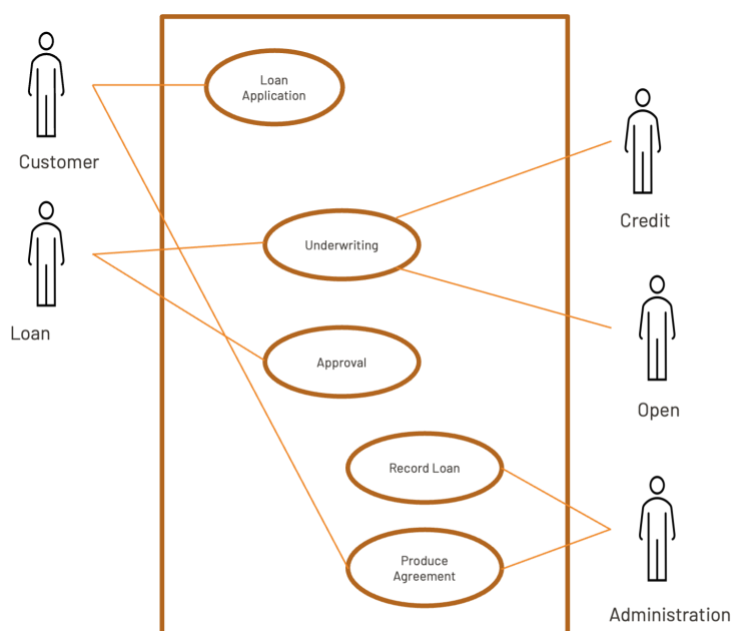 Loan
Application
Customer
Credit
Underwriting
Loan
Approval
Open
Record Loan
Produce
Agreement
Administration